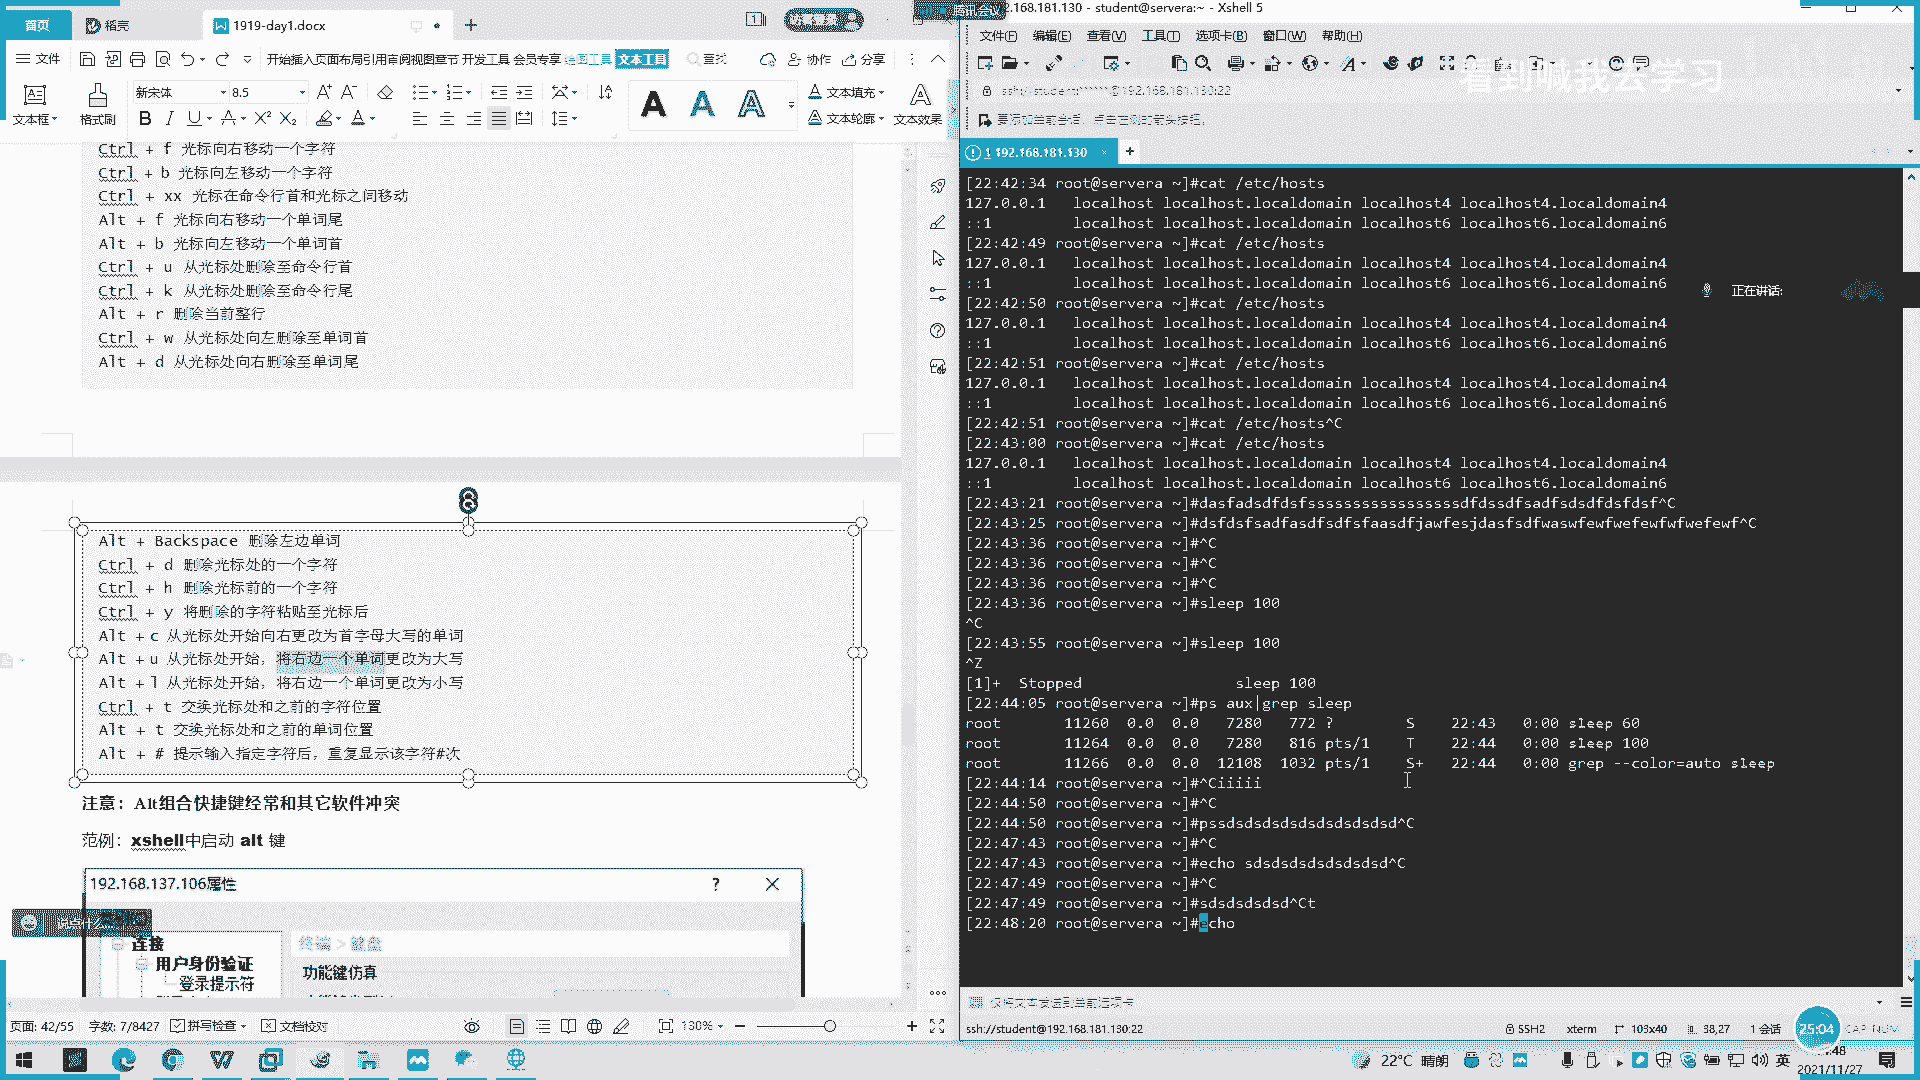 首页
稻壳
1919-day1.docx
腾讯会议
.168.181.130 - student@servera:~ - Xshell 5
文件(F) 编辑(E) 查看(V) 工具(T) 选项卡(B) 窗口(W) 帮助(H)
文件
开始 插入 页面布局 引用 审阅 视图 章节 开发工具 会员专享 绘图工具 文本工具 查找 协作 分享
看到喊我去学习
ssh://student:******@192.168.181.130:22
要添加当前会话，点击左侧的箭头按钮。
文本框 格式刷 新宋体 8.5 文本填充 文本轮廓 文本效果
1 192.168.181.130
Ctrl + f 光标向右移动一个字符
Ctrl + b 光标向左移动一个字符
Ctrl + xx 光标在命令行首和光标之间移动
Alt + f 光标向右移动一个单词尾
Alt + b 光标向左移动一个单词首
Ctrl + u 从光标处删除至命令行首
Ctrl + k 从光标处删除至命令行尾
Alt + r 删除当前整行
Ctrl + w 从光标处向左删除至单词首
Alt + d 从光标处向右删除至单词尾
Alt + Backspace 删除左边单词
Ctrl + d 删除光标处的一个字符
Ctrl + h 删除光标前的一个字符
Ctrl + y 将删除的字符粘贴至光标后
Alt + c 从光标处开始向右更改为首字母大写的单词
Alt + u 从光标处开始，将右边一个单词更改为大写
Alt + l 从光标处开始，将右边一个单词更改为小写
Ctrl + t 交换光标处和之前的字符位置
Alt + t 交换光标处和之前的单词位置
Alt + # 提示输入指定字符后，重复显示该字符#次
注意：Alt组合快捷键经常和其它软件冲突
范例：xshell中启动 alt 键
192.168.137.106属性 ?
连接
用户身份验证
登录提示符
终端 > 键盘
功能键仿真
[22:42:34 root@servera ~]#cat /etc/hosts
127.0.0.1   localhost localhost.localdomain localhost4 localhost4.localdomain4
::1         localhost localhost.localdomain localhost6 localhost6.localdomain6
[22:42:49 root@servera ~]#cat /etc/hosts
127.0.0.1   localhost localhost.localdomain localhost4 localhost4.localdomain4
::1         localhost localhost.localdomain localhost6 localhost6.localdomain6
[22:42:50 root@servera ~]#cat /etc/hosts
127.0.0.1   localhost localhost.localdomain localhost4 localhost4.localdomain4
::1         localhost localhost.localdomain localhost6 localhost6.localdomain6
[22:42:51 root@servera ~]#cat /etc/hosts
127.0.0.1   localhost localhost.localdomain localhost4 localhost4.localdomain4
::1         localhost localhost.localdomain localhost6 localhost6.localdomain6
[22:42:51 root@servera ~]#cat /etc/hosts^C
[22:43:00 root@servera ~]#cat /etc/hosts
127.0.0.1   localhost localhost.localdomain localhost4 localhost4.localdomain4
::1         localhost localhost.localdomain localhost6 localhost6.localdomain6
[22:43:21 root@servera ~]#dasfadsdfdsfsssssssssssssssssdfdssdfsadfsdsdfdsfdsf^C
[22:43:25 root@servera ~]#dsfdsfsadfasdfsdfsfaasdfjawfesjdasfsdfwaswfewfwefewfwfwefewf^C
[22:43:36 root@servera ~]#^C
[22:43:36 root@servera ~]#^C
[22:43:36 root@servera ~]#^C
[22:43:36 root@servera ~]#sleep 100
^C
[22:43:55 root@servera ~]#sleep 100
^Z
[1]+  Stopped                 sleep 100
[22:44:05 root@servera ~]#ps aux|grep sleep
root       11260  0.0  0.0   7280   772 ?        S    22:43   0:00 sleep 60
root       11264  0.0  0.0   7280   816 pts/1    T    22:44   0:00 sleep 100
root       11266  0.0  0.0  12108  1032 pts/1    S+   22:44   0:00 grep --color=auto sleep
[22:44:14 root@servera ~]#^Ciiiii
[22:44:50 root@servera ~]#^C
[22:44:50 root@servera ~]#pssdsdsdsdsdsdsdsdsdsd^C
[22:47:43 root@servera ~]#^C
[22:47:43 root@servera ~]#echo sdsdsdsdsdsdsdsd^C
[22:47:49 root@servera ~]#^C
[22:47:49 root@servera ~]#sdsdsdsdsd^Ct
[22:48:20 root@servera ~]#echo
正在讲话:
仅将文本发送到当前选项卡
页面: 42/55 字数: 7/8427 拼写检查 文档校对 130%
ssh://student@192.168.181.130:22 SSH2 xterm 103x40 38,27 1 会话 25:04 CAP NUM
22°C 晴朗 英 :48
2021/11/27